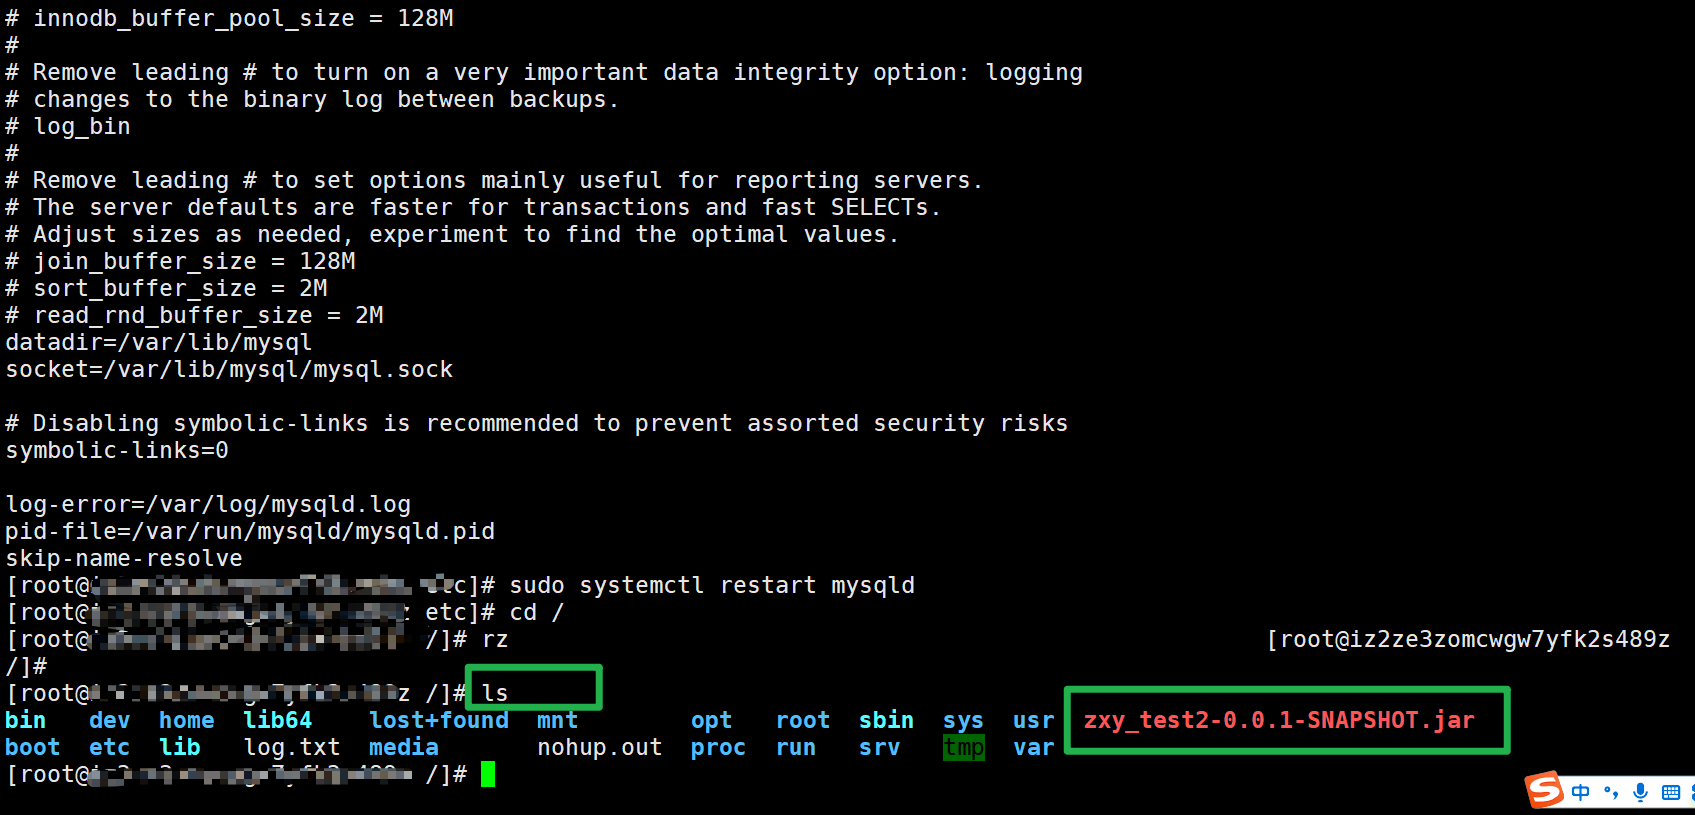 # innodb_buffer_pool_size = 128M
#
# Remove leading # to turn on a very important data integrity option: logging
# changes to the binary log between backups.
# log_bin
#
# Remove leading # to set options mainly useful for reporting servers.
# The server defaults are faster for transactions and fast SELECTs.
# Adjust sizes as needed, experiment to find the optimal values.
# join_buffer_size = 128M
# sort_buffer_size = 2M
# read_rnd_buffer_size = 2M
datadir=/var/lib/mysql
socket=/var/lib/mysql/mysql.sock
# Disabling symbolic-links is recommended to prevent assorted security risks
symbolic-links=0
log-error=/var/log/mysqld.log
pid-file=/var/run/mysqld/mysqld.pid
skip-name-resolve
[root@ etc]# sudo systemctl restart mysqld
[root@ etc]# cd /
[root@ /]# rz [root@iz2ze3zomcwgw7yfk2s489z
/]#
[root@ /]# ls
bin dev home lib64 lost+found mnt opt root sbin sys usr zxy_test2-0.0.1-SNAPSHOT.jar
boot etc lib log.txt media nohup.out proc run srv tmp var
[root@ /]#
中